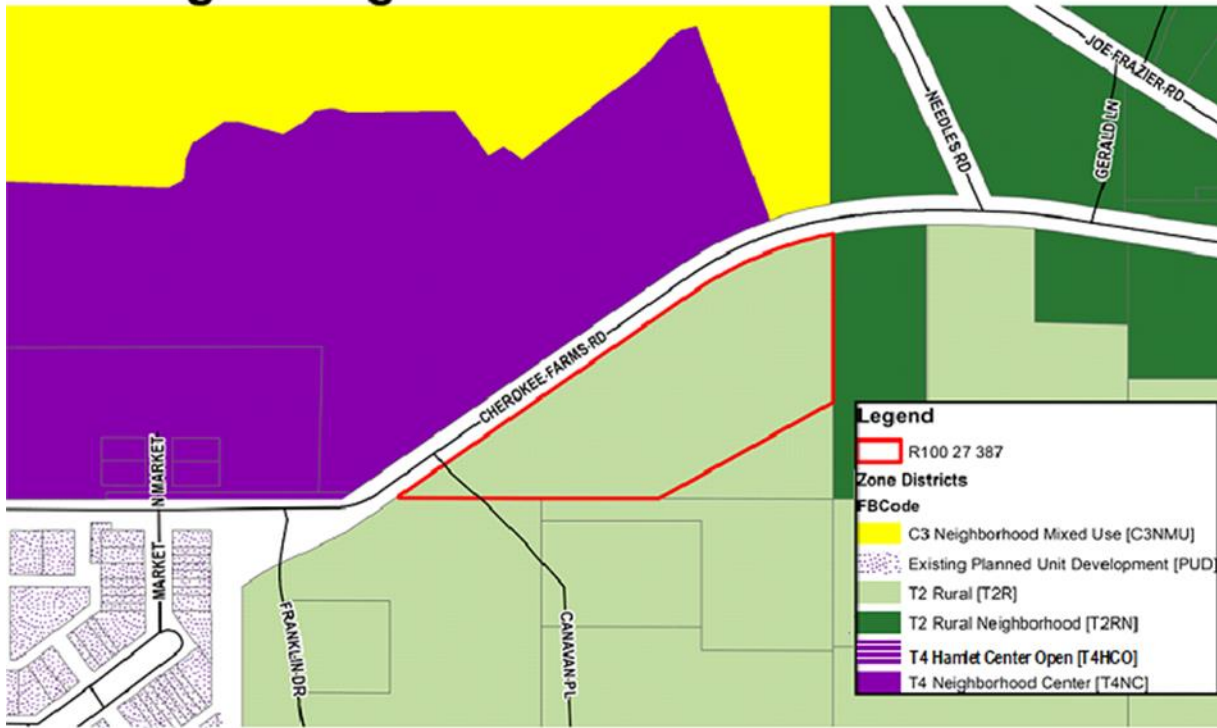 JOE-FRAZIER-RD
NEEDLES RD
GERALD LN
CHEROKEE-FARMS-RD
N MARKET
MARKET
FRANKLIN-DR
CANAVAN-PL
Legend
R100 27 387
Zone Districts
FBCode
C3 Neighborhood Mixed Use [C3NMU]
Existing Planned Unit Development [PUD]
T2 Rural [T2R]
T2 Rural Neighborhood [T2RN]
T4 Hamlet Center Open [T4HCO]
T4 Neighborhood Center [T4NC]